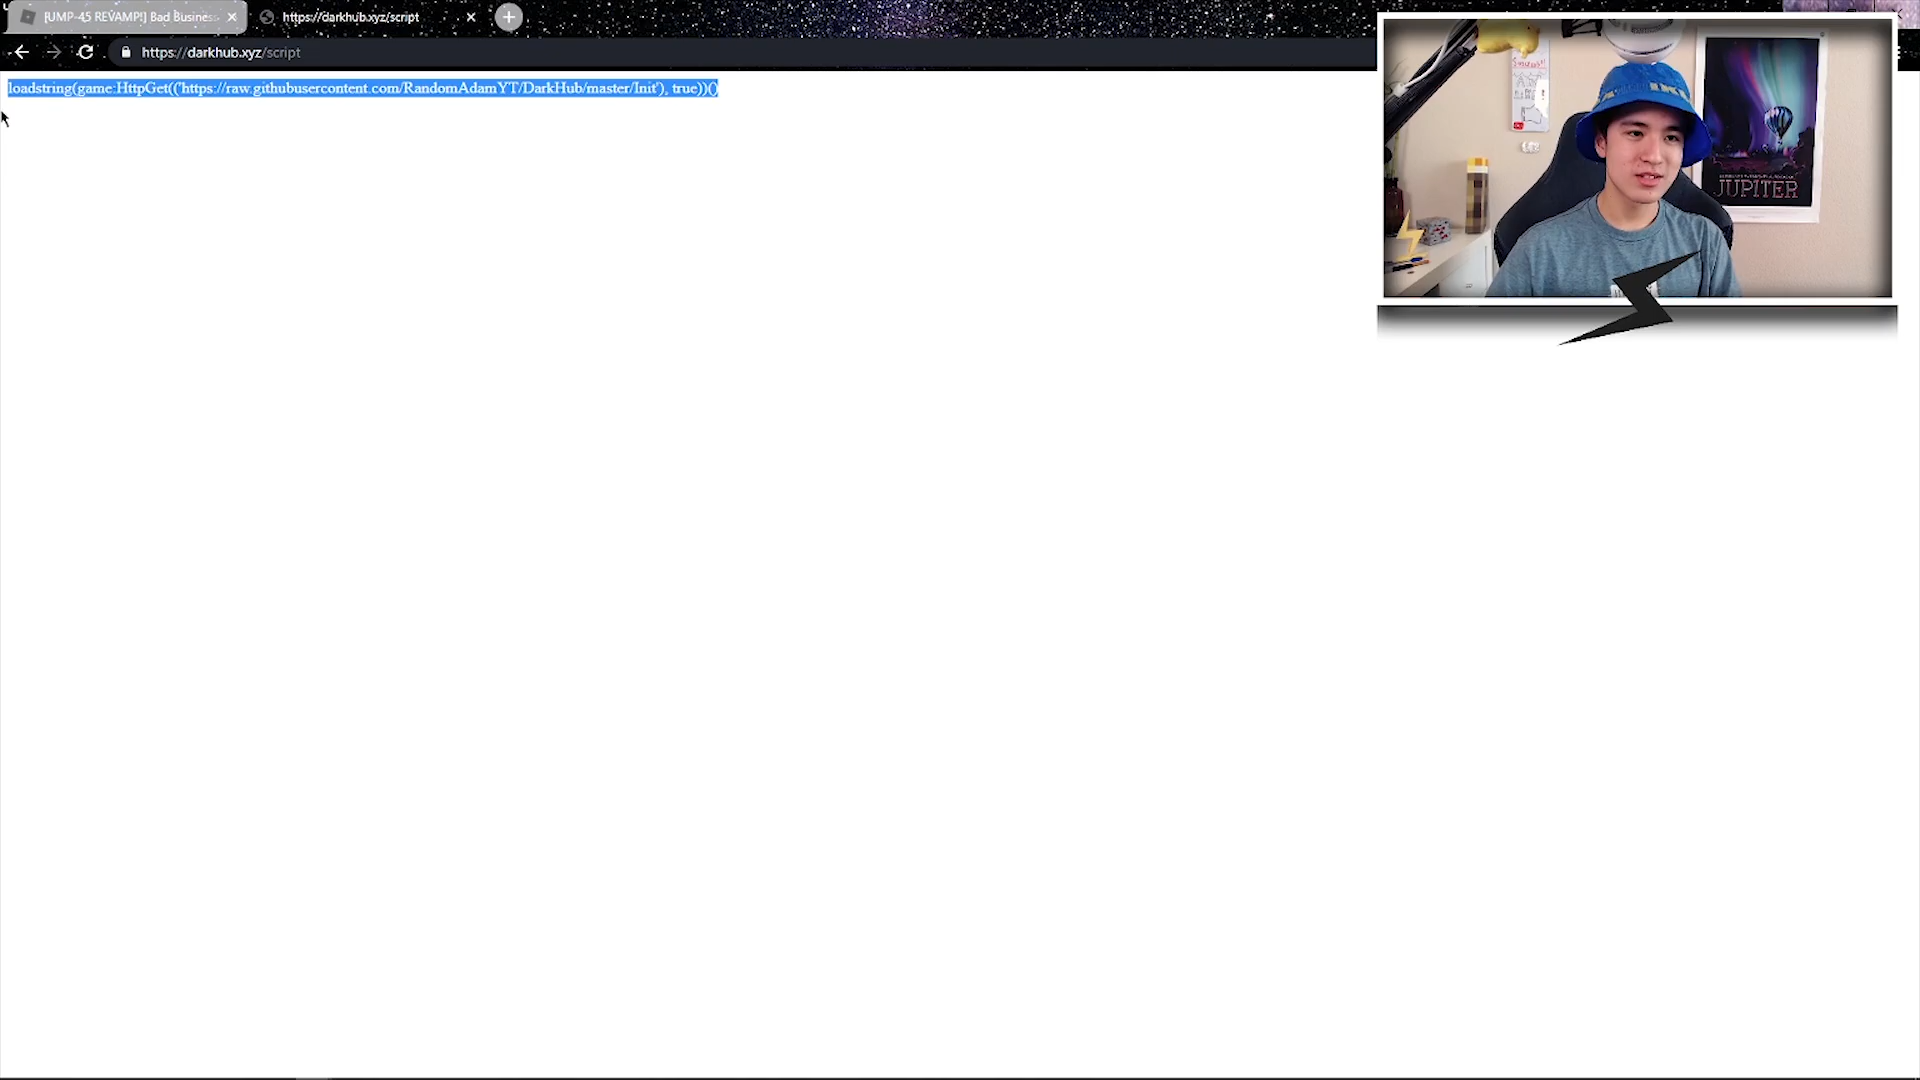 [UMP-45 REVAMP!] Bad Business
https://darkhub.xyz/script
https://darkhub.xyz/script
loadstring(game:HttpGet(('https://raw.githubusercontent.com/RandomAdamYT/DarkHub/master/Init'), true))()
JUPITER